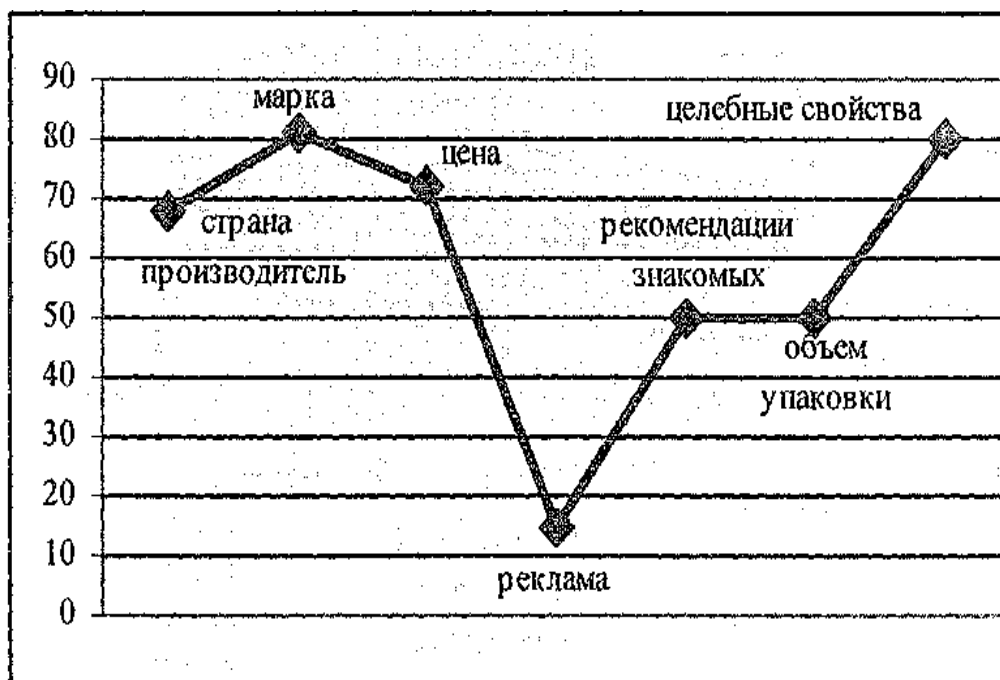 90
80
70
60
50
40
30
20
10
0
марка
цена
целебные свойства
страна
производитель
рекомендации
знакомых
объем
упаковки
реклама